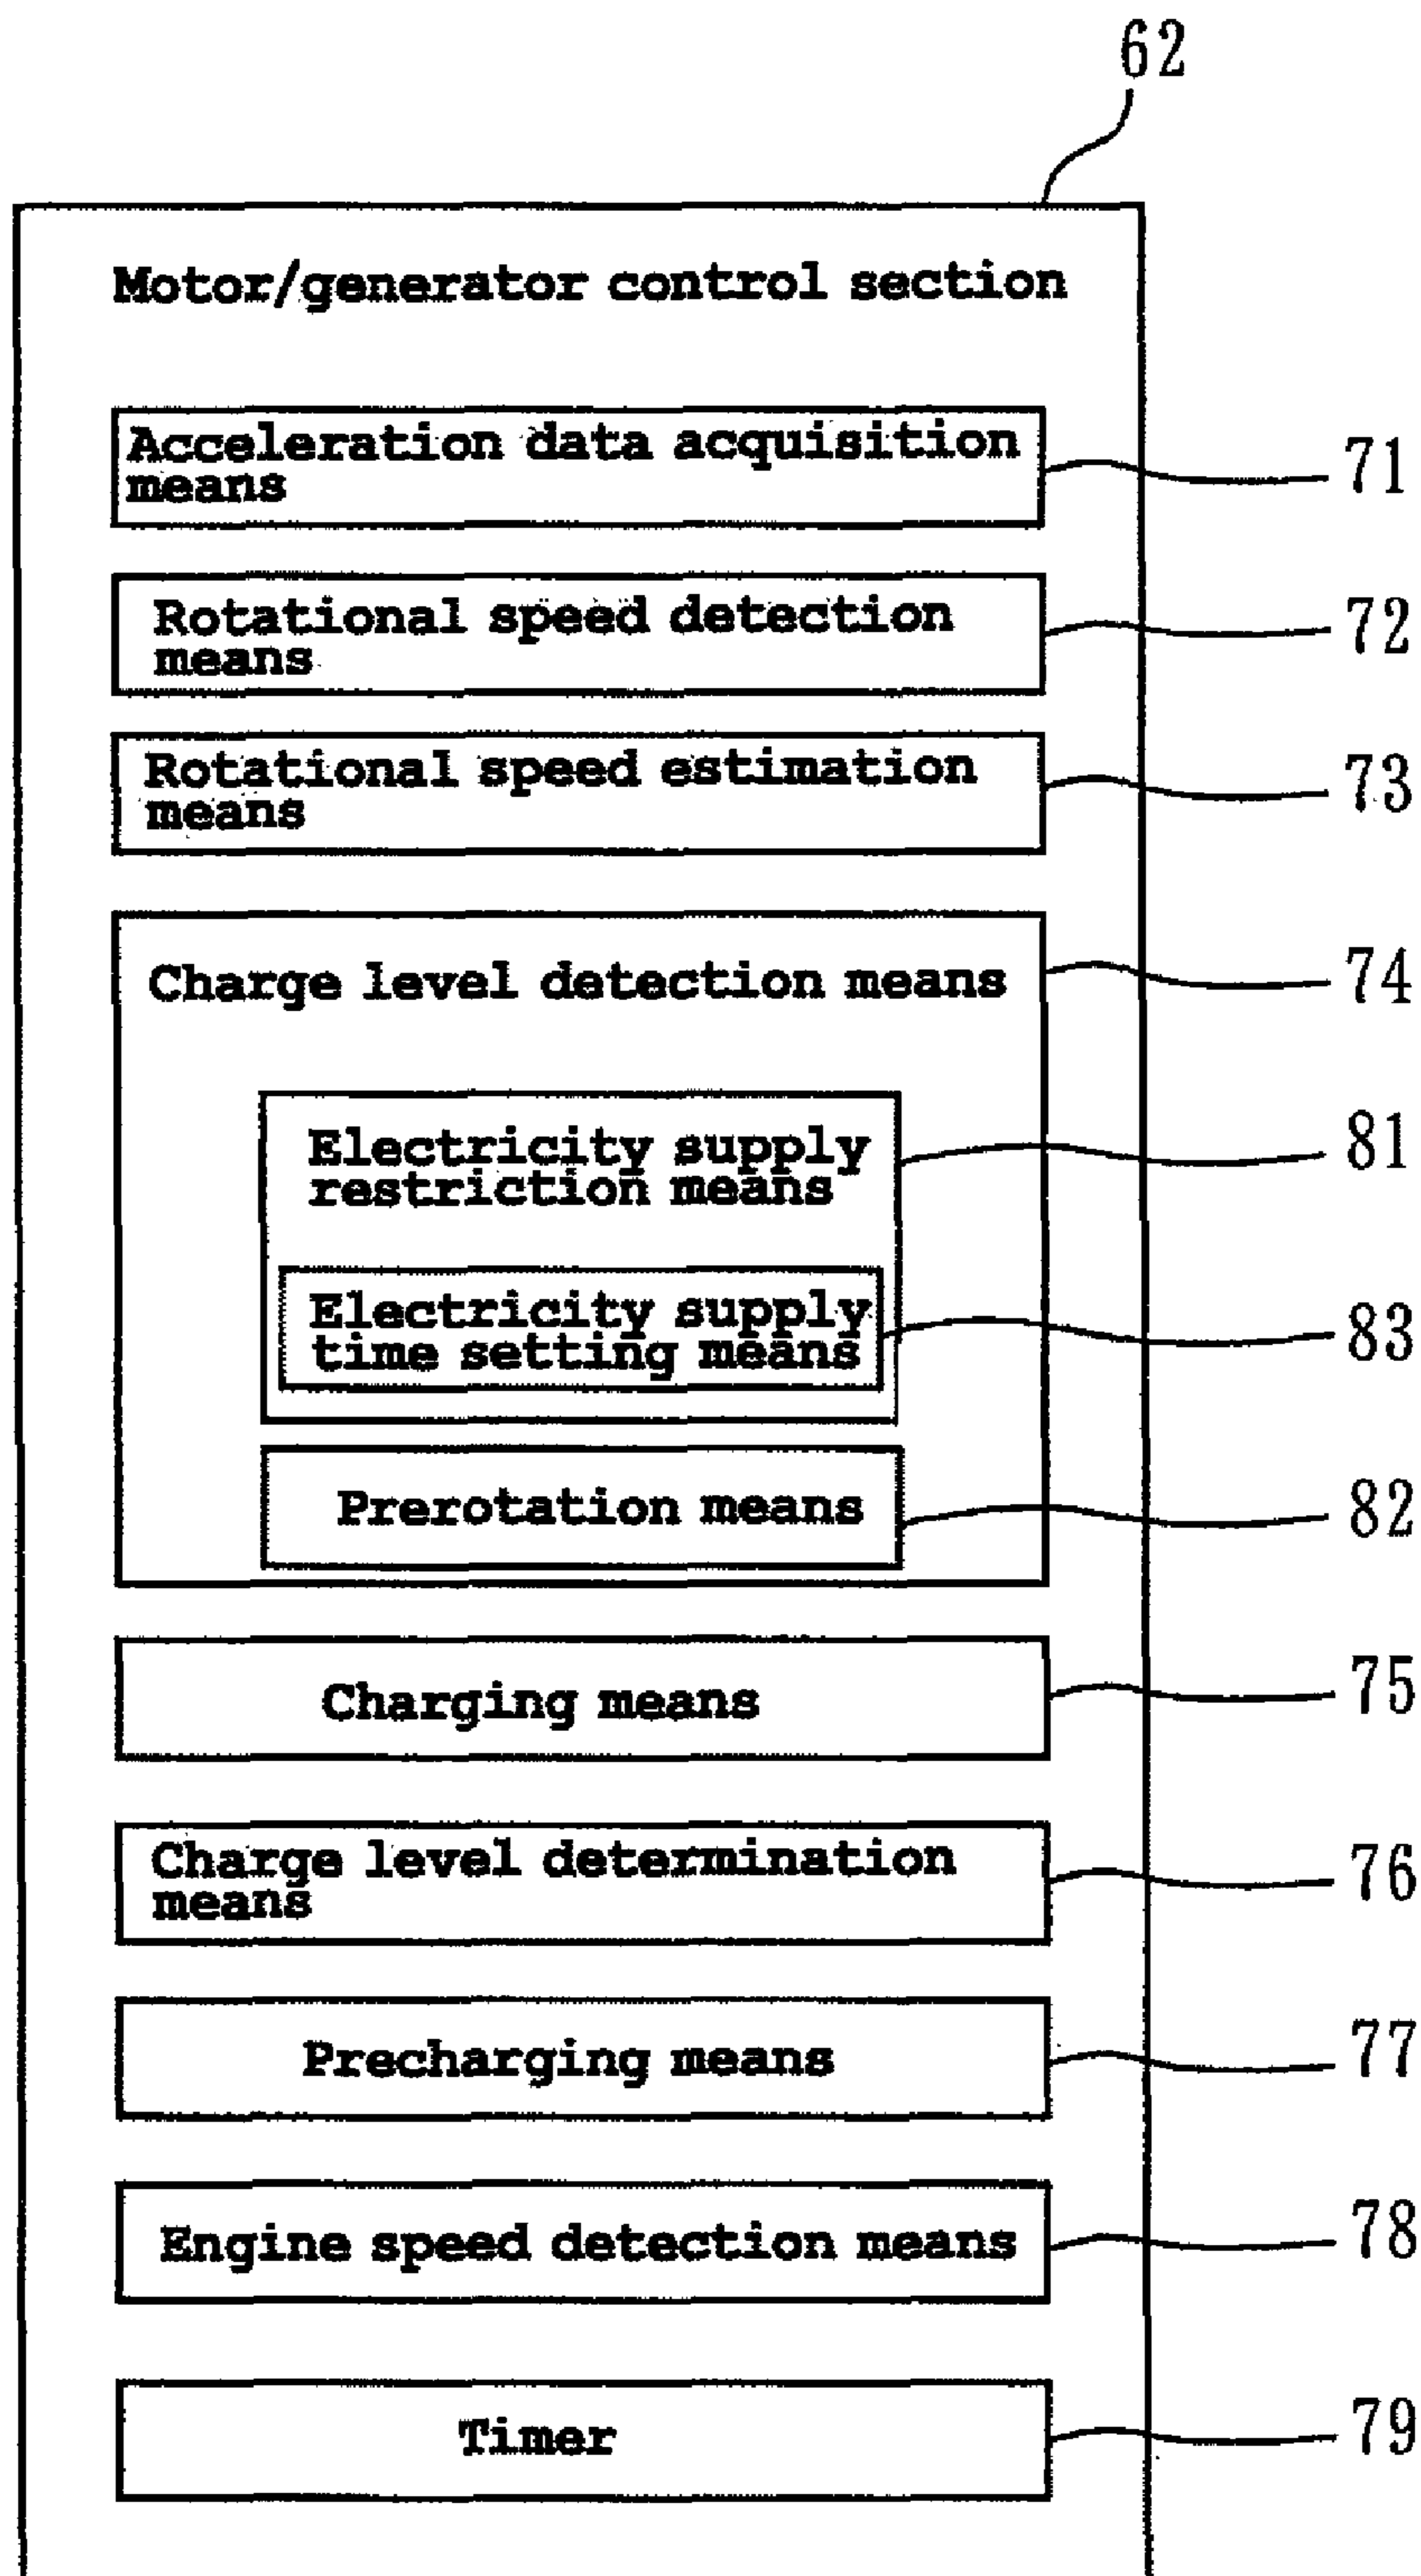 62
Motor/generator control section
Acceleration data acquisition
means
71
Rotational speed detection
means
72
Rotational speed estimation
means
73
Charge level detection means
74
Electricity supply
restriction means
81
Electricity supply
time setting means
83
Prerotation means
82
Charging means
75
Charge level determination
means
76
Precharging means
77
Engine speed detection means
78
Timer
79